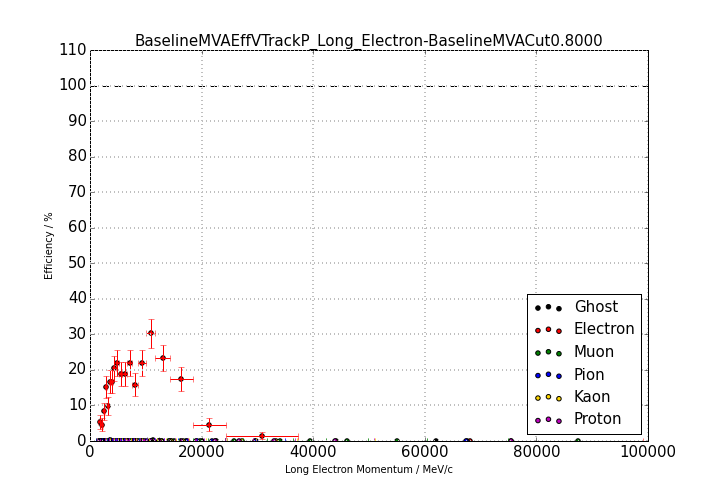 BaselineMVAEffVTrackP_Long_Electron-BaselineMVACut0.8000
110
100
90
80
70
60
50
40
30
20
10
0
Efficiency / %
Ghost
Electron
Muon
Pion
Kaon
Proton
0 20000 40000 60000 80000 100000
Long Electron Momentum / MeV/c